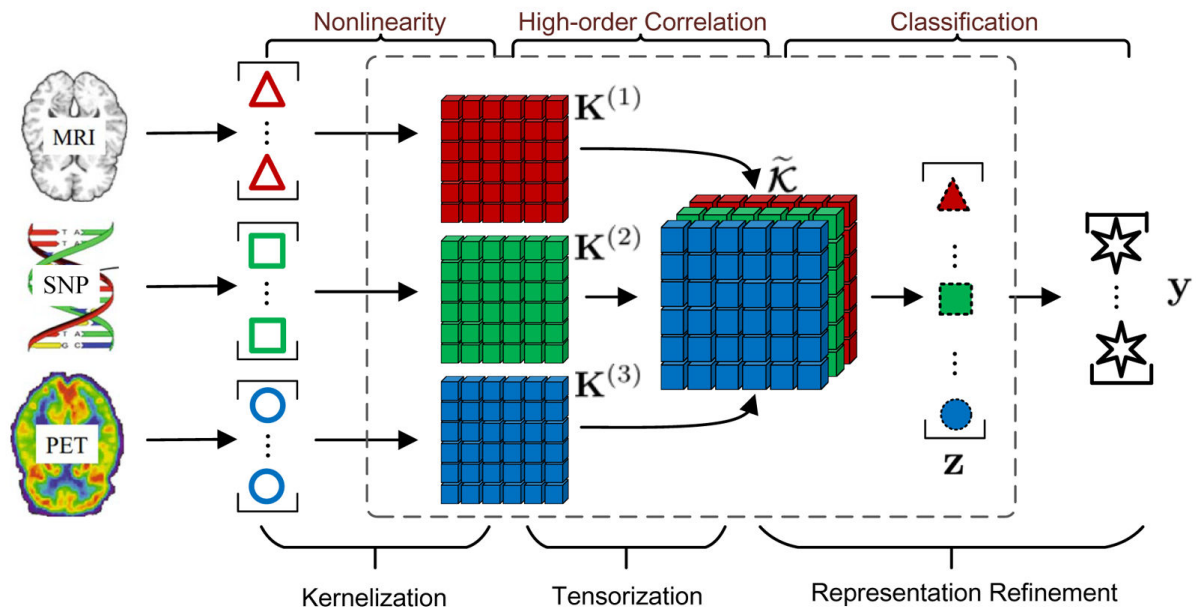 Nonlinearity
High-order Correlation
Classification
MRI
K^(1)
K̃
SNP
T A
T A
T A
G C
K^(2)
y
PET
K^(3)
z
Kernelization
Tensorization
Representation Refinement